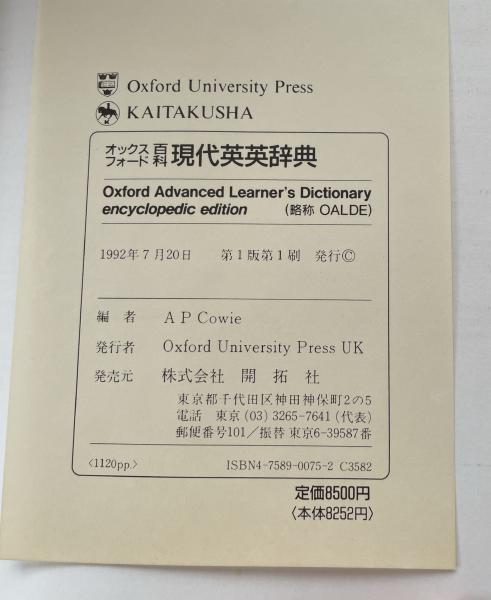 Oxford University Press
KAITAKUSHA
オックスフォード 百科 現代英英辞典
Oxford Advanced Learner's Dictionary
encyclopedic edition (略称 OALDE)
1992年7月20日 第1版第1刷 発行©
編者 A P Cowie
発行者 Oxford University Press UK
発売元 株式会社 開拓社
東京都千代田区神田神保町2の5
電話 東京(03)3265-7641(代表)
郵便番号101/振替 東京6-39587番
〈1120pp.〉 ISBN4-7589-0075-2 C3582
定価8500円
〈本体8252円〉